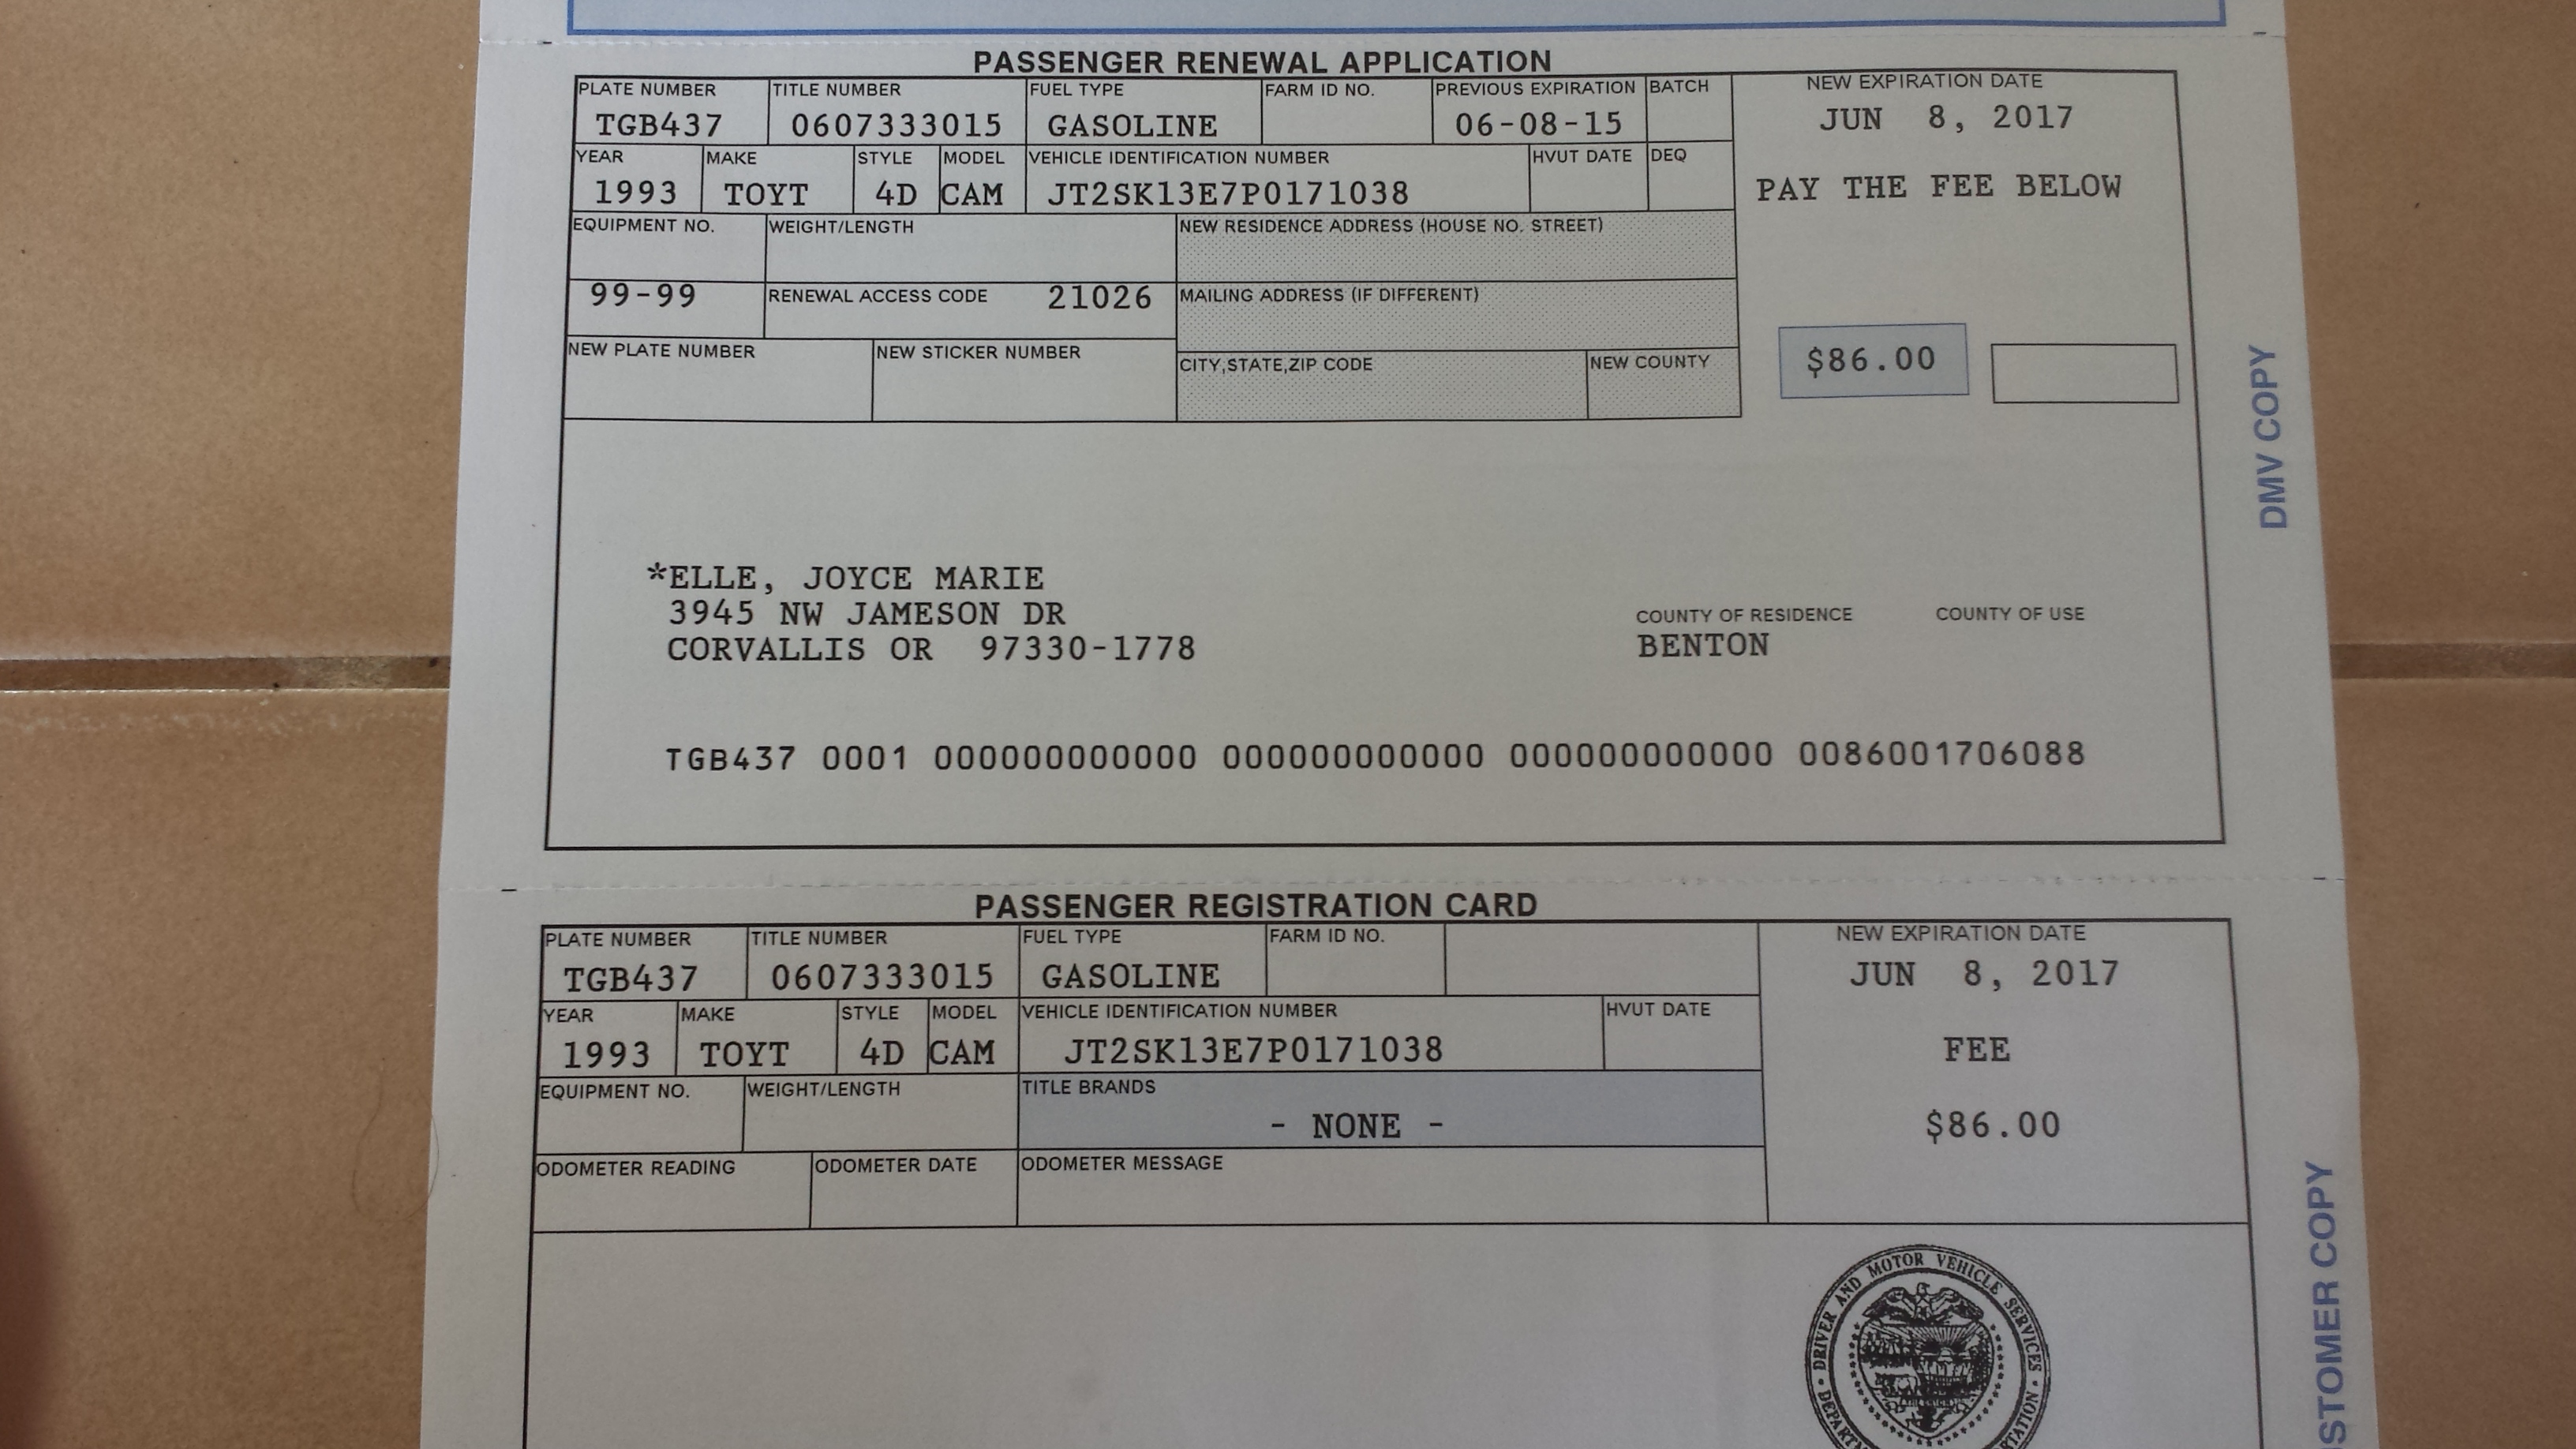 PASSENGER RENEWAL APPLICATION
PLATE NUMBER TITLE NUMBER FUEL TYPE FARM ID NO. PREVIOUS EXPIRATION BATCH NEW EXPIRATION DATE
TGB437 0607333015 GASOLINE 06-08-15 JUN 8, 2017
YEAR MAKE STYLE MODEL VEHICLE IDENTIFICATION NUMBER HVUT DATE DEQ
1993 TOYT 4D CAM JT2SK13E7P0171038 PAY THE FEE BELOW
EQUIPMENT NO. WEIGHT/LENGTH NEW RESIDENCE ADDRESS (HOUSE NO. STREET)
99-99 RENEWAL ACCESS CODE 21026 MAILING ADDRESS (IF DIFFERENT)
NEW PLATE NUMBER NEW STICKER NUMBER CITY,STATE,ZIP CODE NEW COUNTY $86.00
DMV COPY
*ELLE, JOYCE MARIE
3945 NW JAMESON DR COUNTY OF RESIDENCE COUNTY OF USE
CORVALLIS OR 97330-1778 BENTON
TGB437 0001 000000000000 000000000000 000000000000 0086001706088
PASSENGER REGISTRATION CARD
PLATE NUMBER TITLE NUMBER FUEL TYPE FARM ID NO. NEW EXPIRATION DATE
TGB437 0607333015 GASOLINE JUN 8, 2017
YEAR MAKE STYLE MODEL VEHICLE IDENTIFICATION NUMBER HVUT DATE
1993 TOYT 4D CAM JT2SK13E7P0171038 FEE
EQUIPMENT NO. WEIGHT/LENGTH TITLE BRANDS
- NONE - $86.00
ODOMETER READING ODOMETER DATE ODOMETER MESSAGE
STOMER COPY
DRIVER AND MOTOR VEHICLE SERVICES